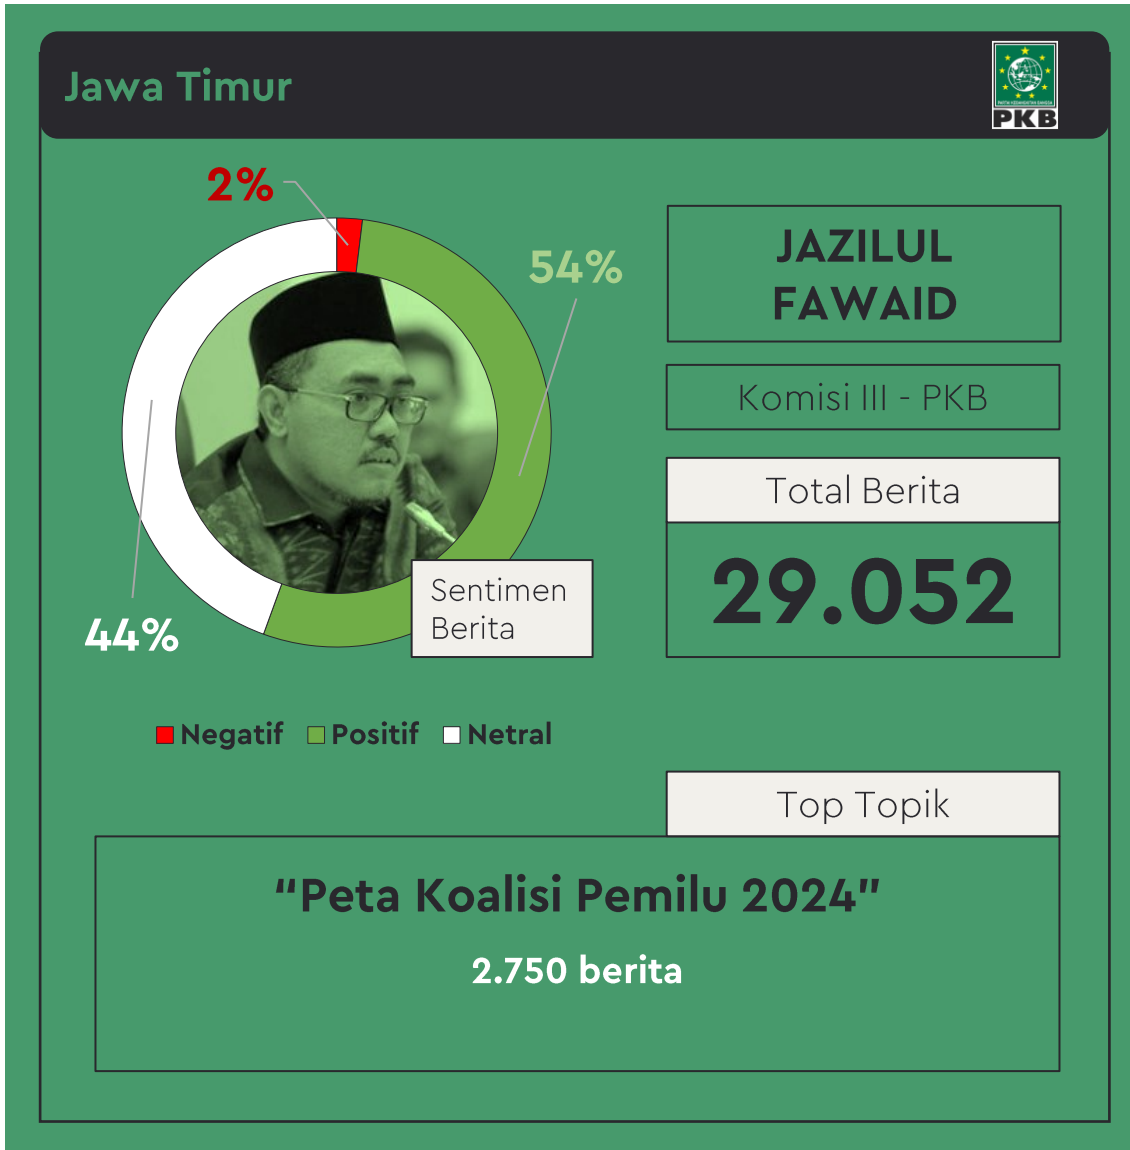 Jawa Timur
PKB
2%
54%
44%
Sentimen
Berita
Negatif
Positif
Netral
JAZILUL
FAWAID
Komisi III - PKB
Total Berita
29.052
Top Topik
“Peta Koalisi Pemilu 2024”
2.750 berita